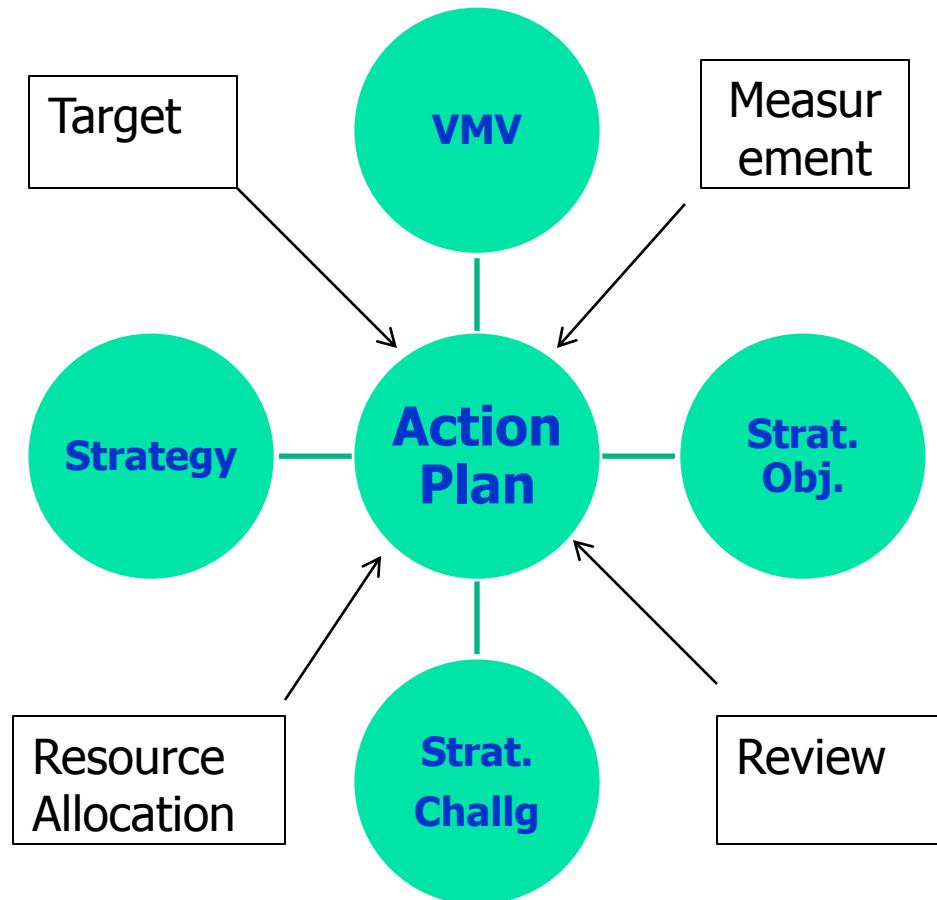 Target
VMV
Measur
ement
Strategy
Action
Plan
Strat.
Obj.
Resource
Allocation
Strat.
Challg
Review